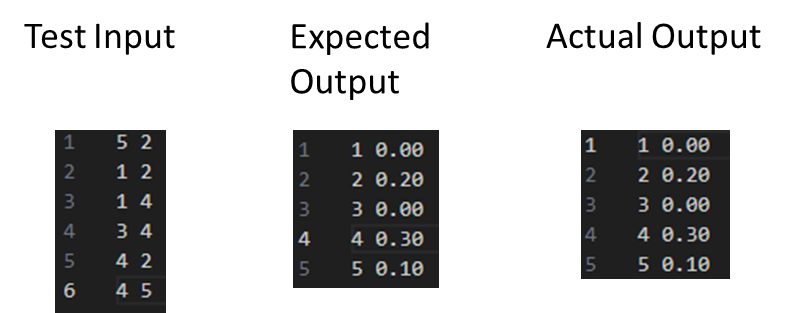 Test Input
Expected
Output
Actual Output
1 5 2
2 1 2
3 1 4
4 3 4
5 4 2
6 4 5
1 1 0.00
2 2 0.20
3 3 0.00
4 4 0.30
5 5 0.10
1 1 0.00
2 2 0.20
3 3 0.00
4 4 0.30
5 5 0.10